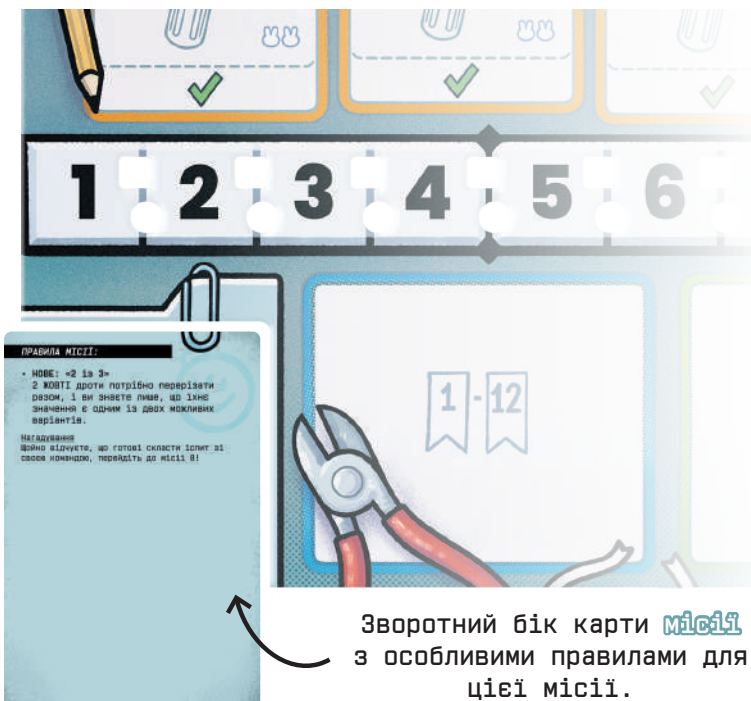 1 2 3 4 5 6
ПРАВИЛА МІСІЇ:
• НОВЕ: «2 із 3»
2 ЖОВТІ дроти потрібно перерізати
разом, і ви знаєте лише, що їхнє
значення є одним із двох можливих
варіантів.
Нагадування
Щойно відчуєте, що готові скласти іспит зі
своєю командою, перейдіть до місії 8!
1 - 12
Зворотний бік карти місії
з особливими правилами для
цієї місії.